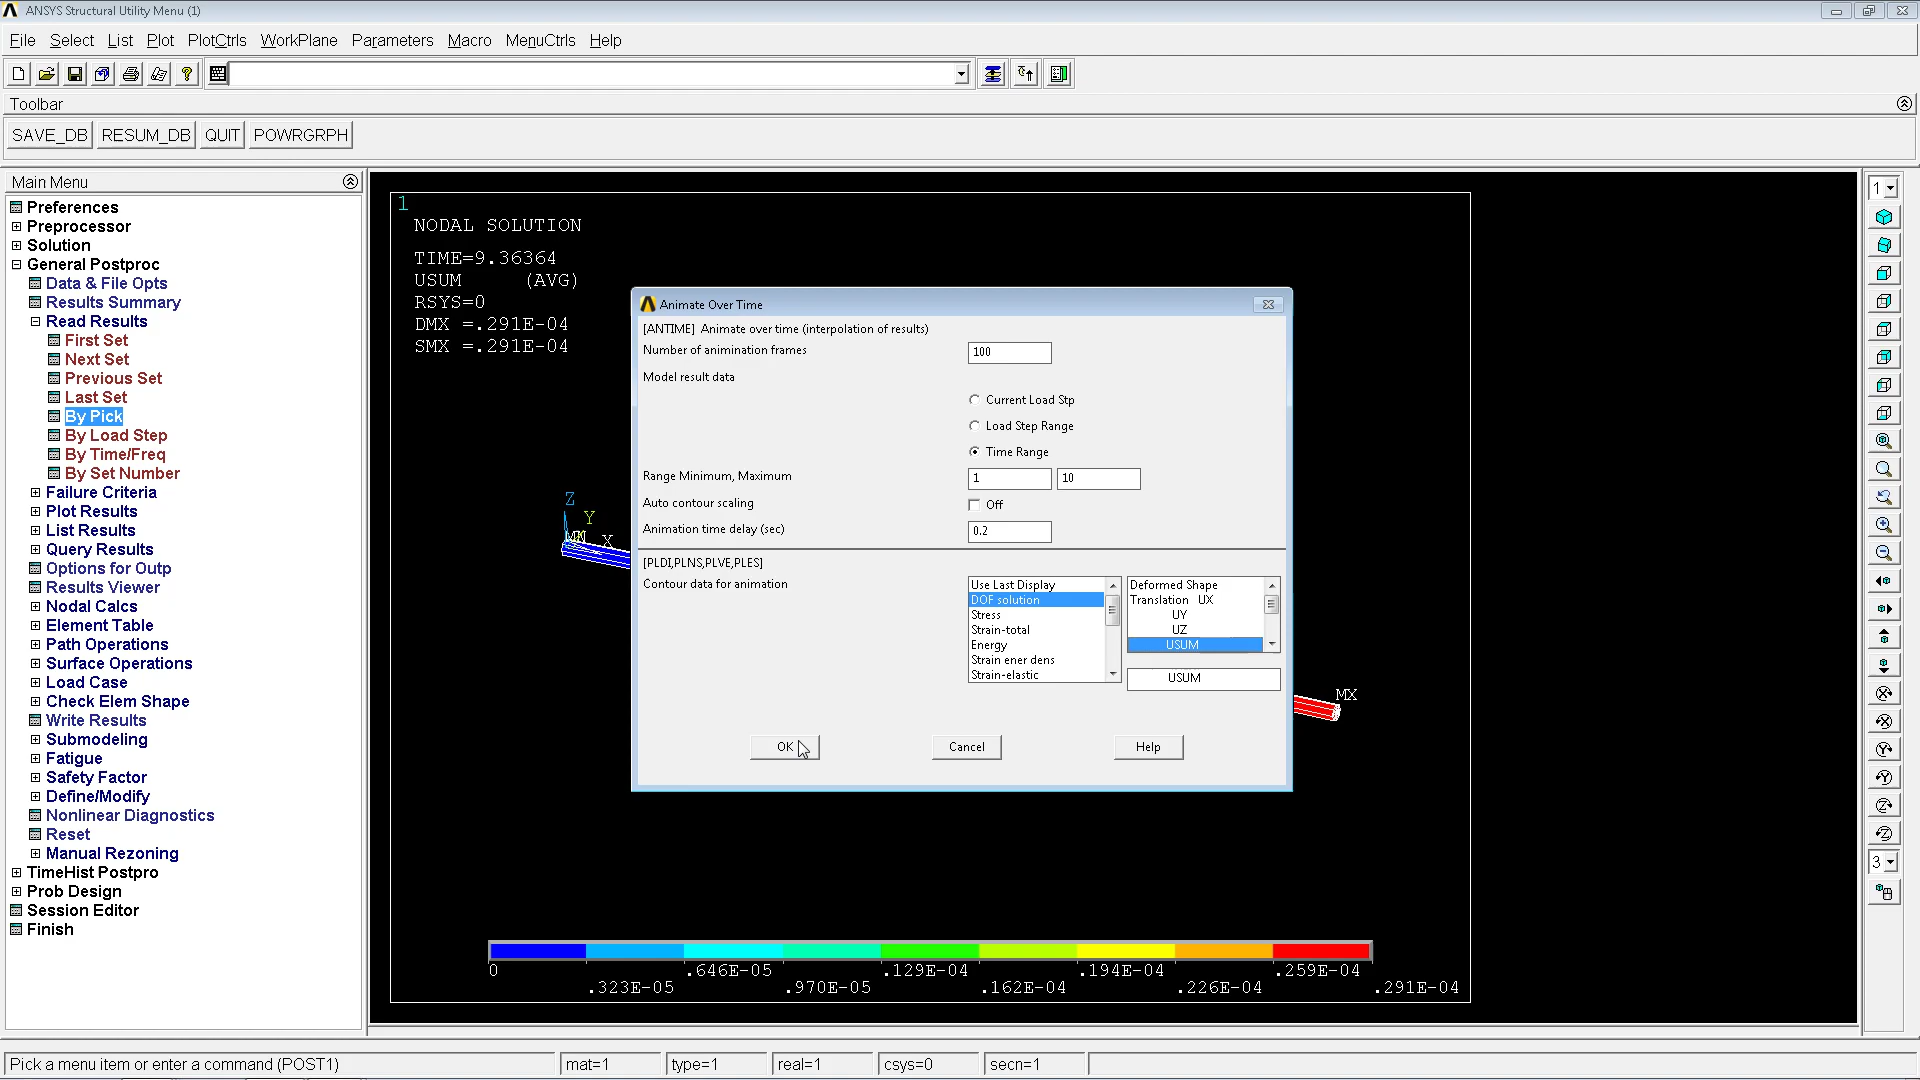 ANSYS Structural Utility Menu (1)
File Select List Plot PlotCtrls WorkPlane Parameters Macro MenuCtrls Help
Toolbar
SAVE_DB RESUM_DB QUIT POWRGRPH
Main Menu
Preferences
Preprocessor
Solution
General Postproc
Data & File Opts
Results Summary
Read Results
First Set
Next Set
Previous Set
Last Set
By Pick
By Load Step
By Time/Freq
By Set Number
Failure Criteria
Plot Results
List Results
Query Results
Options for Outp
Results Viewer
Nodal Calcs
Element Table
Path Operations
Surface Operations
Load Case
Check Elem Shape
Write Results
Submodeling
Fatigue
Safety Factor
Define/Modify
Nonlinear Diagnostics
Reset
Manual Rezoning
TimeHist Postpro
Prob Design
Session Editor
Finish
1
NODAL SOLUTION
TIME=9.36364
USUM (AVG)
RSYS=0
DMX =.291E-04
SMX =.291E-04
Z
Y
X
MX
Animate Over Time
[ANTIME] Animate over time (interpolation of results)
Number of animination frames 100
Model result data
Current Load Stp
Load Step Range
Time Range
Range Minimum, Maximum 1 10
Auto contour scaling Off
Animation time delay (sec) 0.2
[PLDI,PLNS,PLVE,PLES]
Contour data for animation
Use Last Display
DOF solution
Stress
Strain-total
Energy
Strain ener dens
Strain-elastic
Deformed Shape
Translation UX
UY
UZ
USUM
USUM
OK Cancel Help
0 .646E-05 .129E-04 .194E-04 .259E-04
.323E-05 .970E-05 .162E-04 .226E-04 .291E-04
1
3
Pick a menu item or enter a command (POST1) mat=1 type=1 real=1 csys=0 secn=1